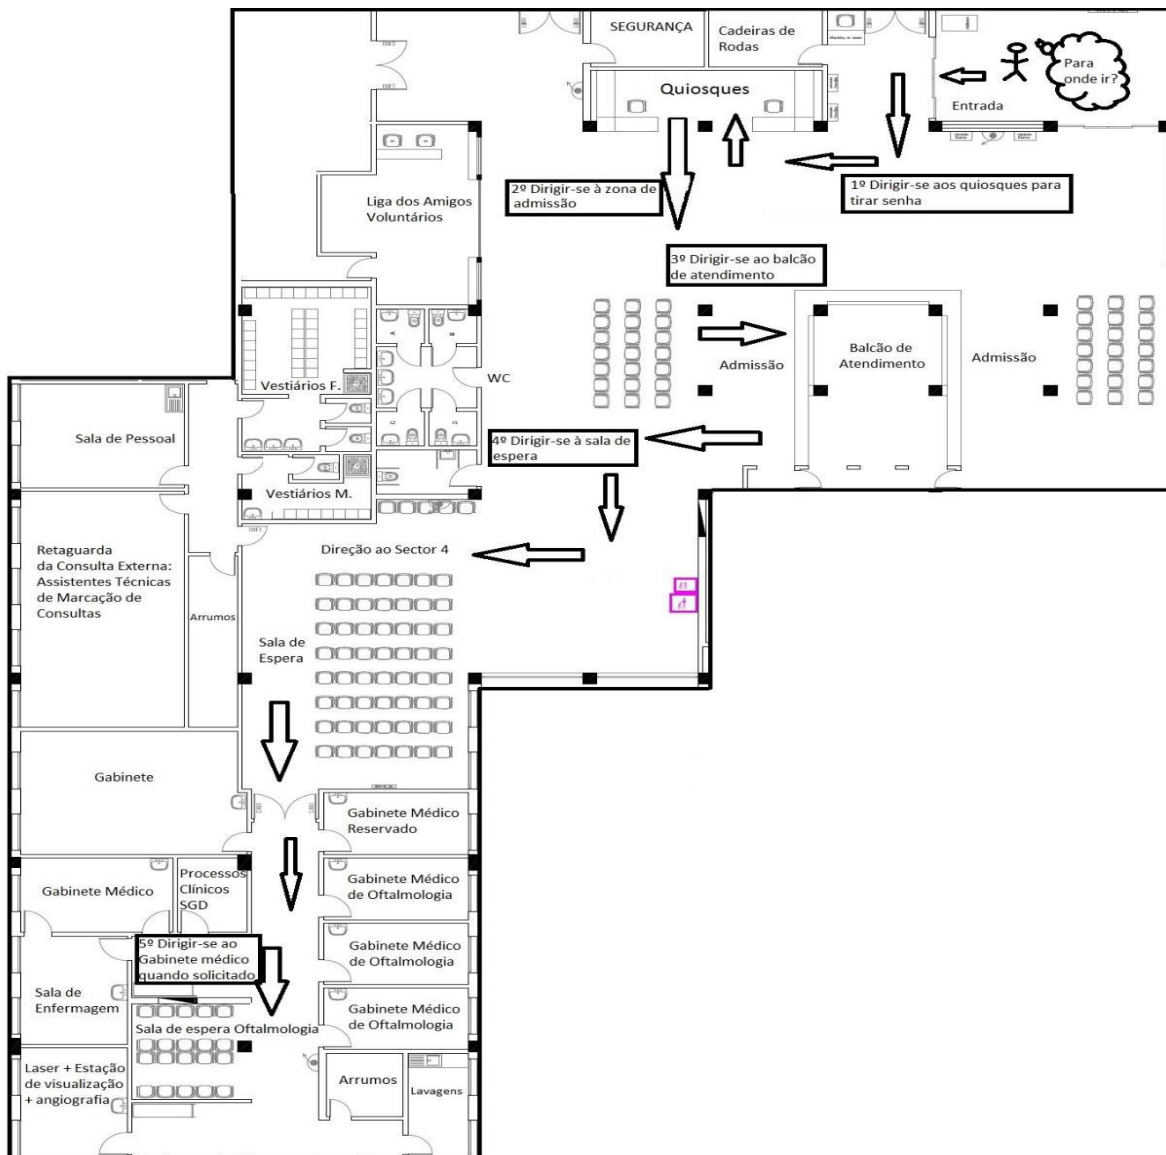 SEGURANÇA
Cadeiras de
Rodas
Quiosques
Para
onde ir?
Entrada
1º Dirigir-se aos quiosques para
tirar senha
2º Dirigir-se à zona de
admissão
Liga dos Amigos
Voluntários
3º Dirigir-se ao balcão
de atendimento
Balcão de
Atendimento
Admissão
Admissão
WC
Vestiários F.
4º Dirigir-se à sala de
espera
Sala de Pessoal
Vestiários M.
Direção ao Sector 4
Retaguarda
da Consulta Externa:
Assistentes Técnicas
de Marcação de
Consultas
Arrumos
Sala de
Espera
Gabinete
Gabinete Médico
Reservado
Gabinete Médico
Processos
Clínicos
SGD
Gabinete Médico
de Oftalmologia
5º Dirigir-se ao
Gabinete médico
quando solicitado
Gabinete Médico
de Oftalmologia
Sala de
Enfermagem
Gabinete Médico
de Oftalmologia
Sala de espera Oftalmologia
Laser + Estação
de visualização
+ angiografia
Arrumos
Lavagens